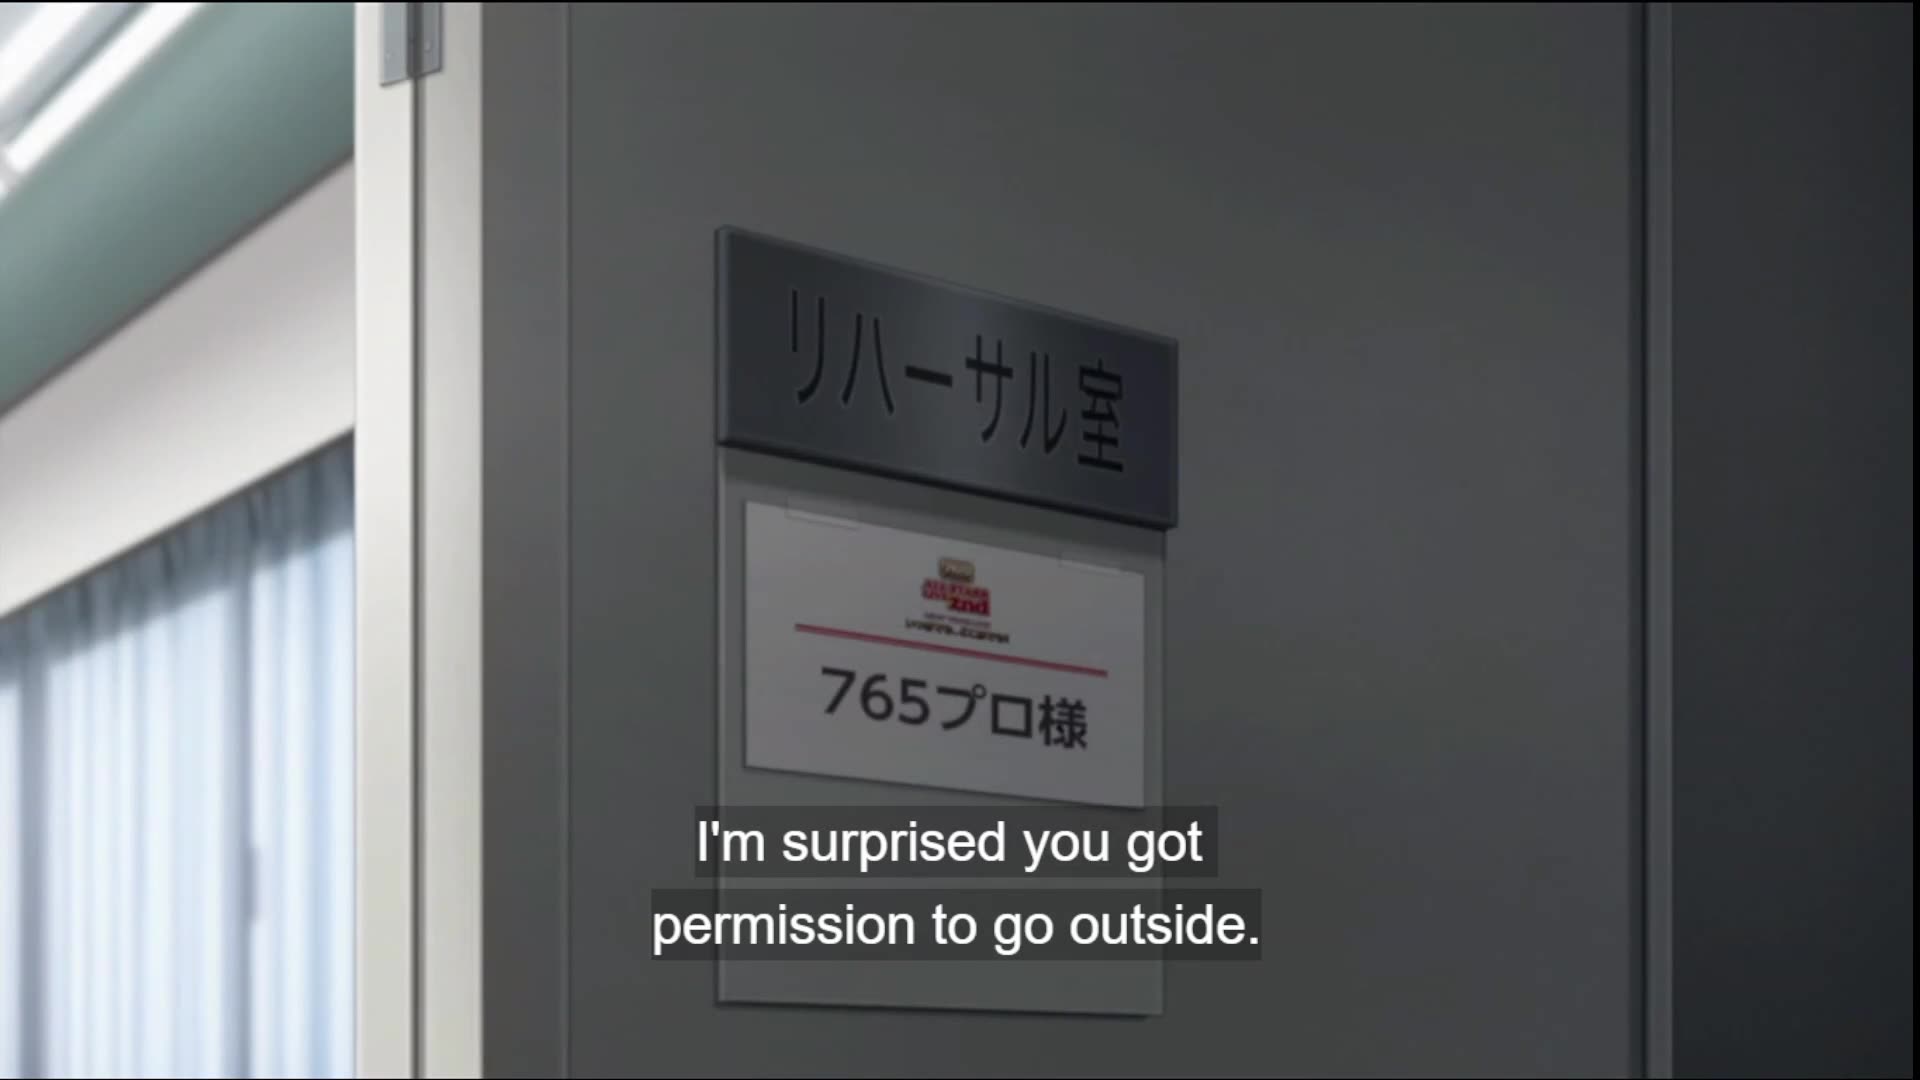 リハーサル室
2nd
765プロ様
I'm surprised you got
permission to go outside.